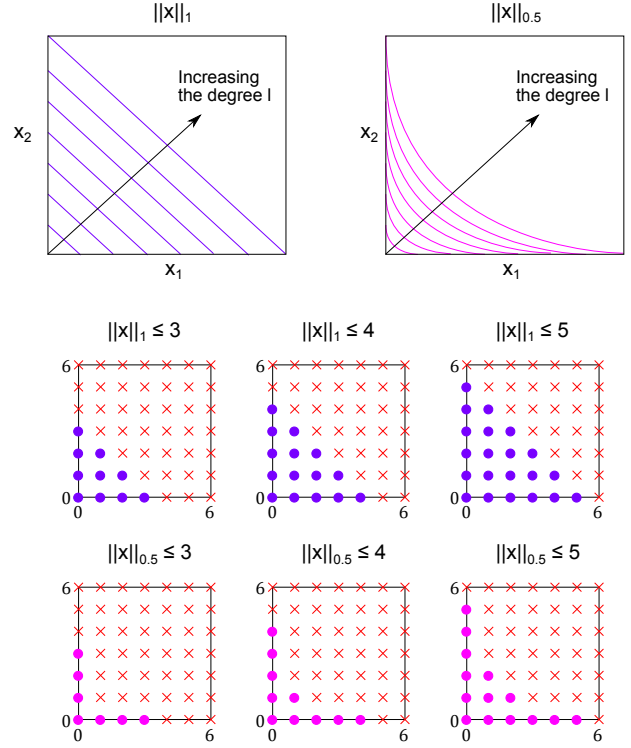 ||x||₁
||x||₀.₅
Increasing
the degree l
x₂
x₁
Increasing
the degree l
x₂
x₁
||x||₁ ≤ 3
||x||₁ ≤ 4
||x||₁ ≤ 5
6
0
0
6
6
0
0
6
6
0
0
6
||x||₀.₅ ≤ 3
||x||₀.₅ ≤ 4
||x||₀.₅ ≤ 5
6
0
0
6
6
0
0
6
6
0
0
6